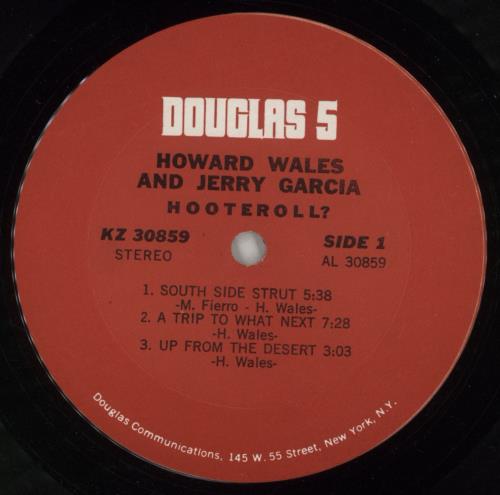 DOUGLAS 5
HOWARD WALES
AND JERRY GARCIA
HOOTEROLL?
KZ 30859 SIDE 1
STEREO AL 30859
1. SOUTH SIDE STRUT 5:38
-M. Fierro - H. Wales-
2. A TRIP TO WHAT NEXT 7:28
-H. Wales-
3. UP FROM THE DESERT 3:03
-H. Wales-
Douglas Communications, 145 W. 55 Street, New York, N.Y.